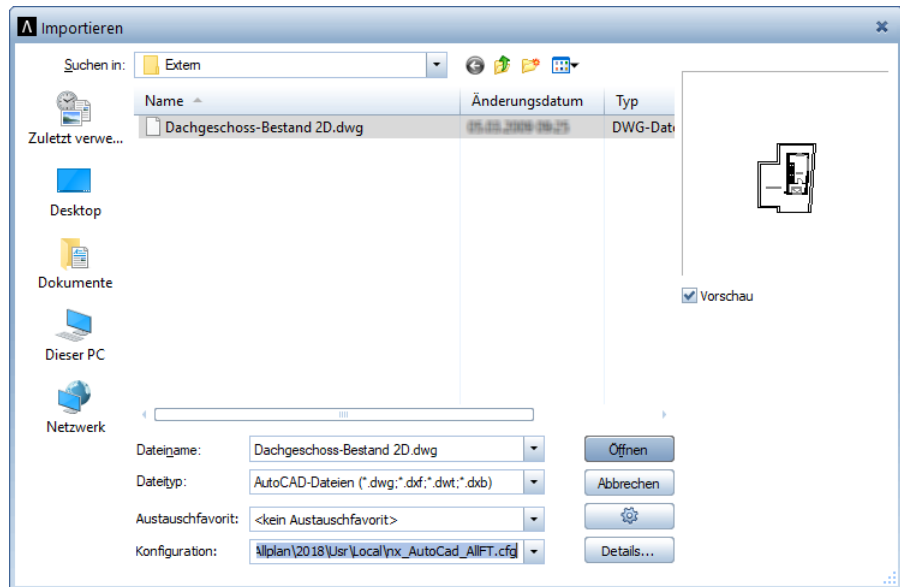 Importieren
Suchen in: Extern
Name Änderungsdatum Typ
Dachgeschoss-Bestand 2D.dwg DWG-Date
Zuletzt verwe...
Desktop
Dokumente
Vorschau
Dieser PC
Netzwerk
Dateiname: Dachgeschoss-Bestand 2D.dwg Öffnen
Dateityp: AutoCAD-Dateien (*.dwg;*.dxf;*.dwt;*.dxb) Abbrechen
Austauschfavorit: <kein Austauschfavorit>
Konfiguration: Allplan\2018\Usr\Local\nx_AutoCad_AllFT.cfg Details...